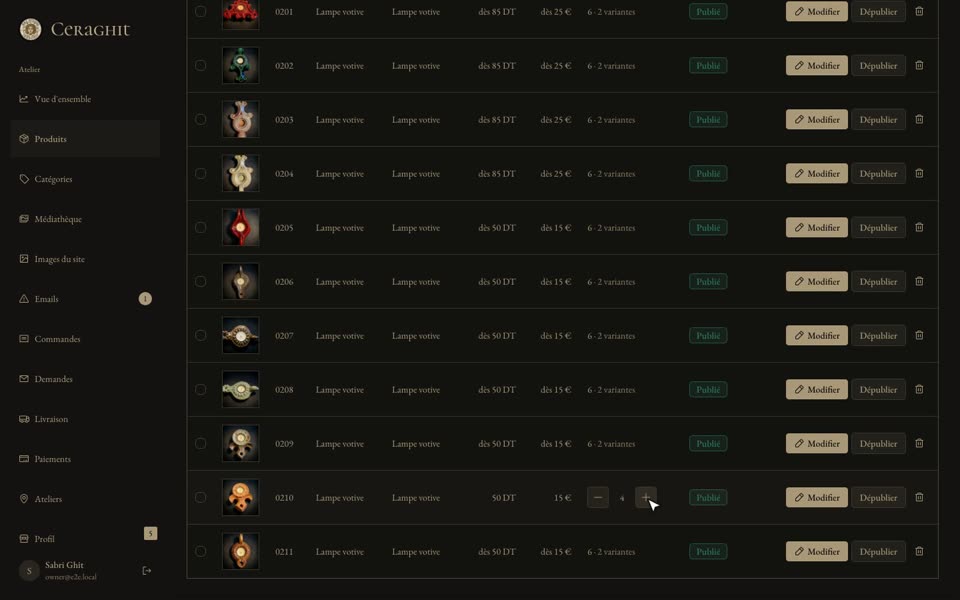 Ceraghit
Atelier
Vue d'ensemble
Produits
Catégories
Médiathèque
Images du site
Emails 1
Commandes
Demandes
Livraison
Paiements
Ateliers
Profil 5
S Sabri Ghit
owner@e2e.local
0201 Lampe votive Lampe votive dès 85 DT dès 25 € 6 · 2 variantes Publié Modifier Dépublier
0202 Lampe votive Lampe votive dès 85 DT dès 25 € 6 · 2 variantes Publié Modifier Dépublier
0203 Lampe votive Lampe votive dès 85 DT dès 25 € 6 · 2 variantes Publié Modifier Dépublier
0204 Lampe votive Lampe votive dès 85 DT dès 25 € 6 · 2 variantes Publié Modifier Dépublier
0205 Lampe votive Lampe votive dès 50 DT dès 15 € 6 · 2 variantes Publié Modifier Dépublier
0206 Lampe votive Lampe votive dès 50 DT dès 15 € 6 · 2 variantes Publié Modifier Dépublier
0207 Lampe votive Lampe votive dès 50 DT dès 15 € 6 · 2 variantes Publié Modifier Dépublier
0208 Lampe votive Lampe votive dès 50 DT dès 15 € 6 · 2 variantes Publié Modifier Dépublier
0209 Lampe votive Lampe votive dès 50 DT dès 15 € 6 · 2 variantes Publié Modifier Dépublier
0210 Lampe votive Lampe votive 50 DT 15 € − 4 + Publié Modifier Dépublier
0211 Lampe votive Lampe votive dès 50 DT dès 15 € 6 · 2 variantes Publié Modifier Dépublier